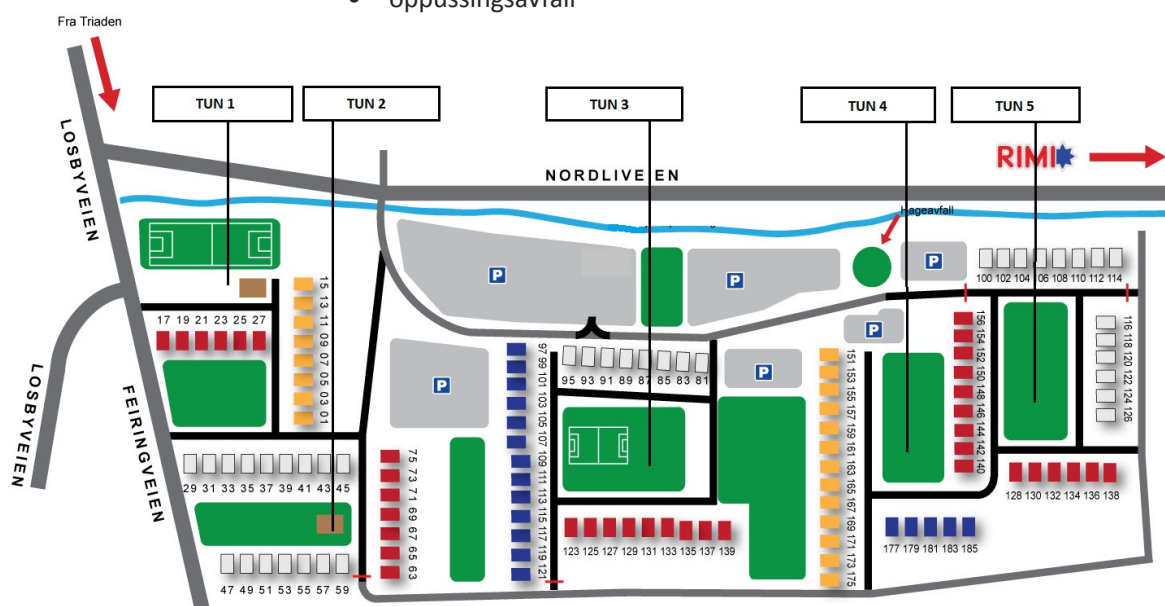 oppussingsavfall
Fra Triaden
TUN 1
TUN 2
TUN 3
TUN 4
TUN 5
LOSBYVEIEN
NORDLIVEIEN
RIMI
Hageavfall
P
P
P
P
P
P
100 102 104 106 108 110 112 114
15 13 11 09 07 05 03 01
17 19 21 23 25 27
97 99 101 103 105 107 109 111 113 115 117 119 121
95 93 91 89 87 85 83 81
151 153 155 157 159 161 163 165 167 169 171 173 175
156 154 152 150 148 146 144 142 140
116 118 120 122 124 126
LOSBYVEIEN
FEIRINGVEIEN
29 31 33 35 37 39 41 43 45
75 73 71 69 67 65 63
128 130 132 134 136 138
123 125 127 129 131 133 135 137 139
177 179 181 183 185
47 49 51 53 55 57 59